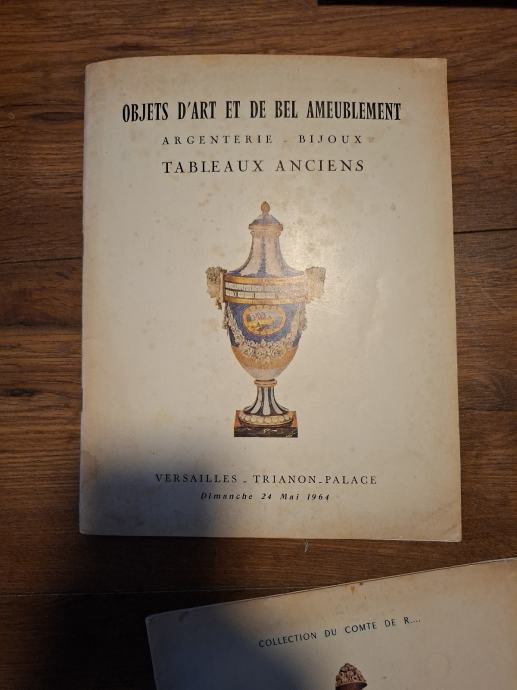 OBJETS D'ART ET DE BEL AMEUBLEMENT
ARGENTERIE - BIJOUX
TABLEAUX ANCIENS
VERSAILLES - TRIANON-PALACE
Dimanche 24 Mai 1964
COLLECTION DU COMTE DE R...